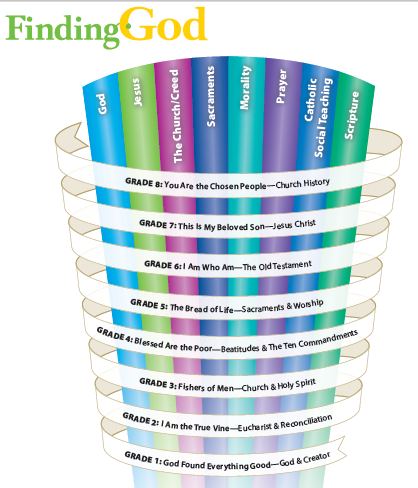 Finding God
God
Jesus
The Church/Creed
Sacraments
Morality
Prayer
Catholic
Social Teaching
Scripture
GRADE 8: You Are the Chosen People—Church History
GRADE 7: This Is My Beloved Son—Jesus Christ
GRADE 6: I Am Who Am—The Old Testament
GRADE 5: The Bread of Life—Sacraments & Worship
GRADE 4: Blessed Are the Poor—Beatitudes & The Ten Commandments
GRADE 3: Fishers of Men—Church & Holy Spirit
GRADE 2: I Am the True Vine—Eucharist & Reconciliation
GRADE 1: God Found Everything Good—God & Creator